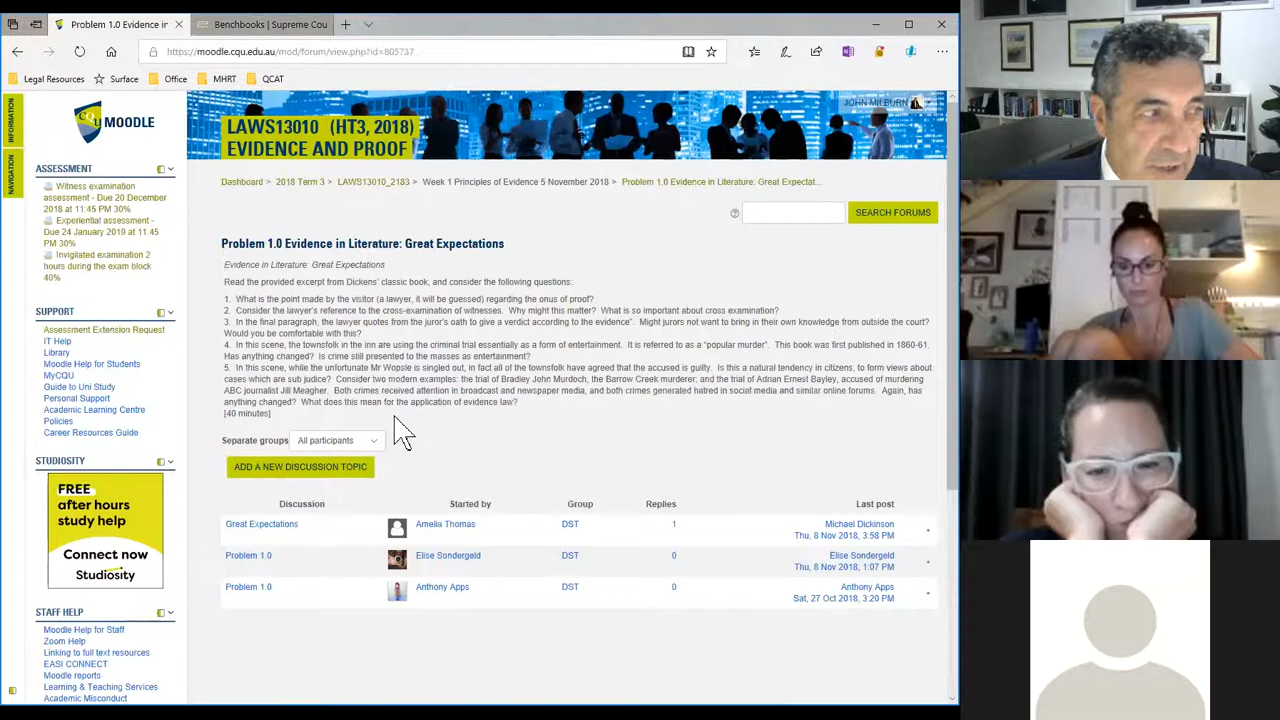 Problem 1.0 Evidence in
Benchbooks | Supreme Cou
https://moodle.cqu.edu.au/mod/forum/view.php?id=805737
Legal Resources
Surface
Office
MHRT
QCAT
INFORMATION
NAVIGATION
CQU MOODLE
JOHN MILBURN
LAWS13010 (HT3, 2018)
EVIDENCE AND PROOF
Dashboard > 2018 Term 3 > LAWS13010_2183 > Week 1 Principles of Evidence 5 November 2018 > Problem 1.0 Evidence in Literature: Great Expectat...
SEARCH FORUMS
ASSESSMENT
Witness examination
assessment - Due 20 December
2018 at 11:45 PM 30%
Experiential assessment -
Due 24 January 2019 at 11:45
PM 30%
Invigilated examination 2
hours during the exam block
40%
SUPPORT
Assessment Extension Request
IT Help
Library
Moodle Help for Students
MyCQU
Guide to Uni Study
Personal Support
Academic Learning Centre
Policies
Career Resources Guide
STUDIOSITY
FREE
after hours
study help
Connect now
Studiosity
STAFF HELP
Moodle Help for Staff
Zoom Help
Linking to full text resources
EASI CONNECT
Moodle reports
Learning & Teaching Services
Academic Misconduct
Problem 1.0 Evidence in Literature: Great Expectations
Evidence in Literature: Great Expectations
Read the provided excerpt from Dickens' classic book, and consider the following questions:
1. What is the point made by the visitor (a lawyer, it will be guessed) regarding the onus of proof?
2. Consider the lawyer's reference to the cross-examination of witnesses. Why might this matter? What is so important about cross examination?
3. In the final paragraph, the lawyer quotes from the juror's oath to give a verdict according to the evidence". Might jurors not want to bring in their own knowledge from outside the court?
Would you be comfortable with this?
4. In this scene, the townsfolk in the inn are using the criminal trial essentially as a form of entertainment. It is referred to as a "popular murder". This book was first published in 1860-61.
Has anything changed? Is crime still presented to the masses as entertainment?
5. In this scene, while the unfortunate Mr Wopsle is singled out, in fact all of the townsfolk have agreed that the accused is guilty. Is this a natural tendency in citizens, to form views about
cases which are sub judice? Consider two modern examples: the trial of Bradley John Murdoch, the Barrow Creek murderer; and the trial of Adrian Ernest Bayley, accused of murdering
ABC journalist Jill Meagher. Both crimes received attention in broadcast and newspaper media, and both crimes generated hatred in social media and similar online forums. Again, has
anything changed? What does this mean for the application of evidence law?
[40 minutes]
Separate groups All participants
ADD A NEW DISCUSSION TOPIC
Discussion Started by Group Replies Last post
Great Expectations Amelia Thomas DST 1 Michael Dickinson
Thu, 8 Nov 2018, 3:58 PM
Problem 1.0 Elise Sondergeld DST 0 Elise Sondergeld
Thu, 8 Nov 2018, 1:07 PM
Problem 1.0 Anthony Apps DST 0 Anthony Apps
Sat, 27 Oct 2018, 3:20 PM